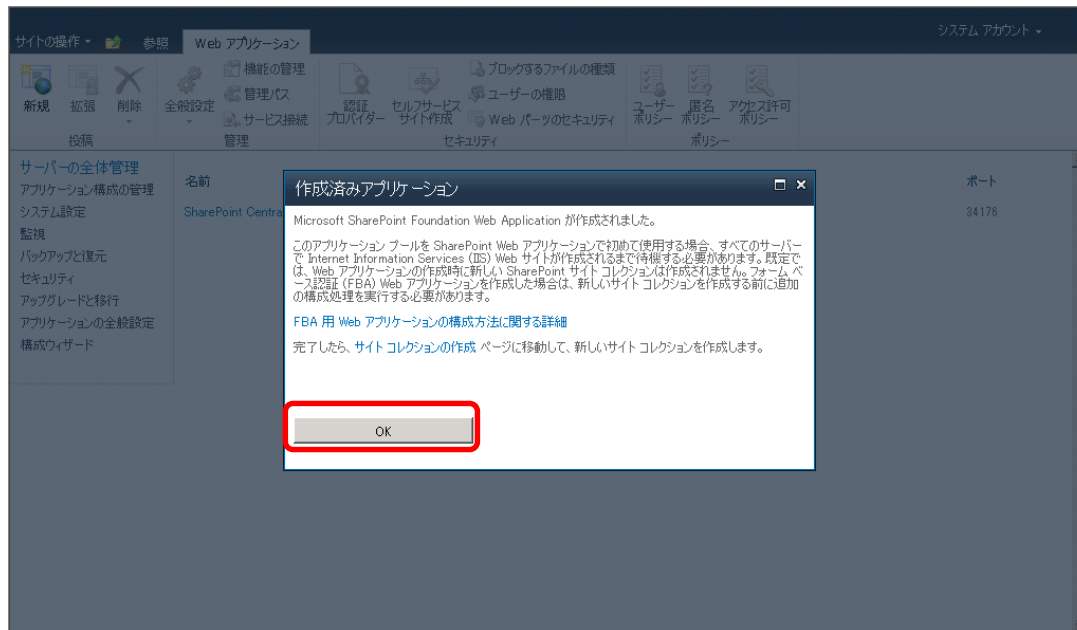 システム アカウント
サイトの操作 参照 Web アプリケーション
新規 拡張 削除
投稿
全般設定
機能の管理
管理パス
サービス接続
管理
認証プロバイダー
セルフサービス
サイト作成
ブロックするファイルの種類
ユーザーの権限
Web パーツのセキュリティ
セキュリティ
ユーザー
ポリシー
匿名
ポリシー
アクセス許可
ポリシー
ポリシー
サーバーの全体管理
アプリケーション構成の管理
システム設定
監視
バックアップと復元
セキュリティ
アップグレードと移行
アプリケーションの全般設定
構成ウィザード
名前 ポート
SharePoint Centra 34176
作成済みアプリケーション
Microsoft SharePoint Foundation Web Application が作成されました。
このアプリケーション プールを SharePoint Web アプリケーションで初めて使用する場合、すべてのサーバー
で Internet Information Services (IIS) Web サイトが作成されるまで待機する必要があります。既定で
は、Web アプリケーションの作成時に新しい SharePoint サイト コレクションは作成されません。フォーム ベ
ース認証 (FBA) Web アプリケーションを作成した場合は、新しいサイト コレクションを作成する前に追加
の構成処理を実行する必要があります。
FBA 用 Web アプリケーションの構成方法に関する詳細
完了したら、サイト コレクションの作成 ページに移動して、新しいサイト コレクションを作成します。
OK